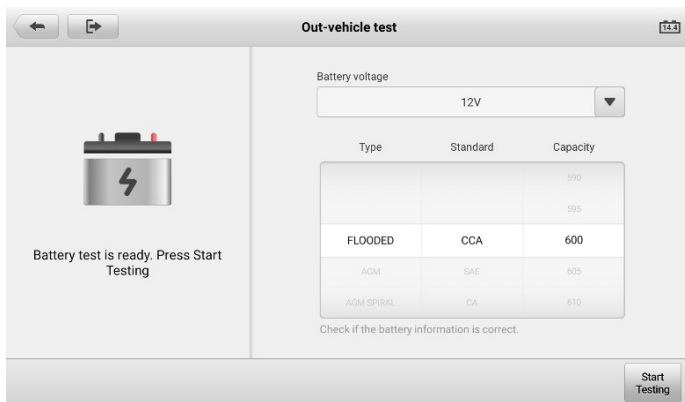 Out-vehicle test
14.4
Battery voltage
12V
Type Standard Capacity
590
595
FLOODED CCA 600
AGM SAE 605
AGM SPIRAL CA 610
Check if the battery information is correct.
Battery test is ready. Press Start
Testing
Start
Testing